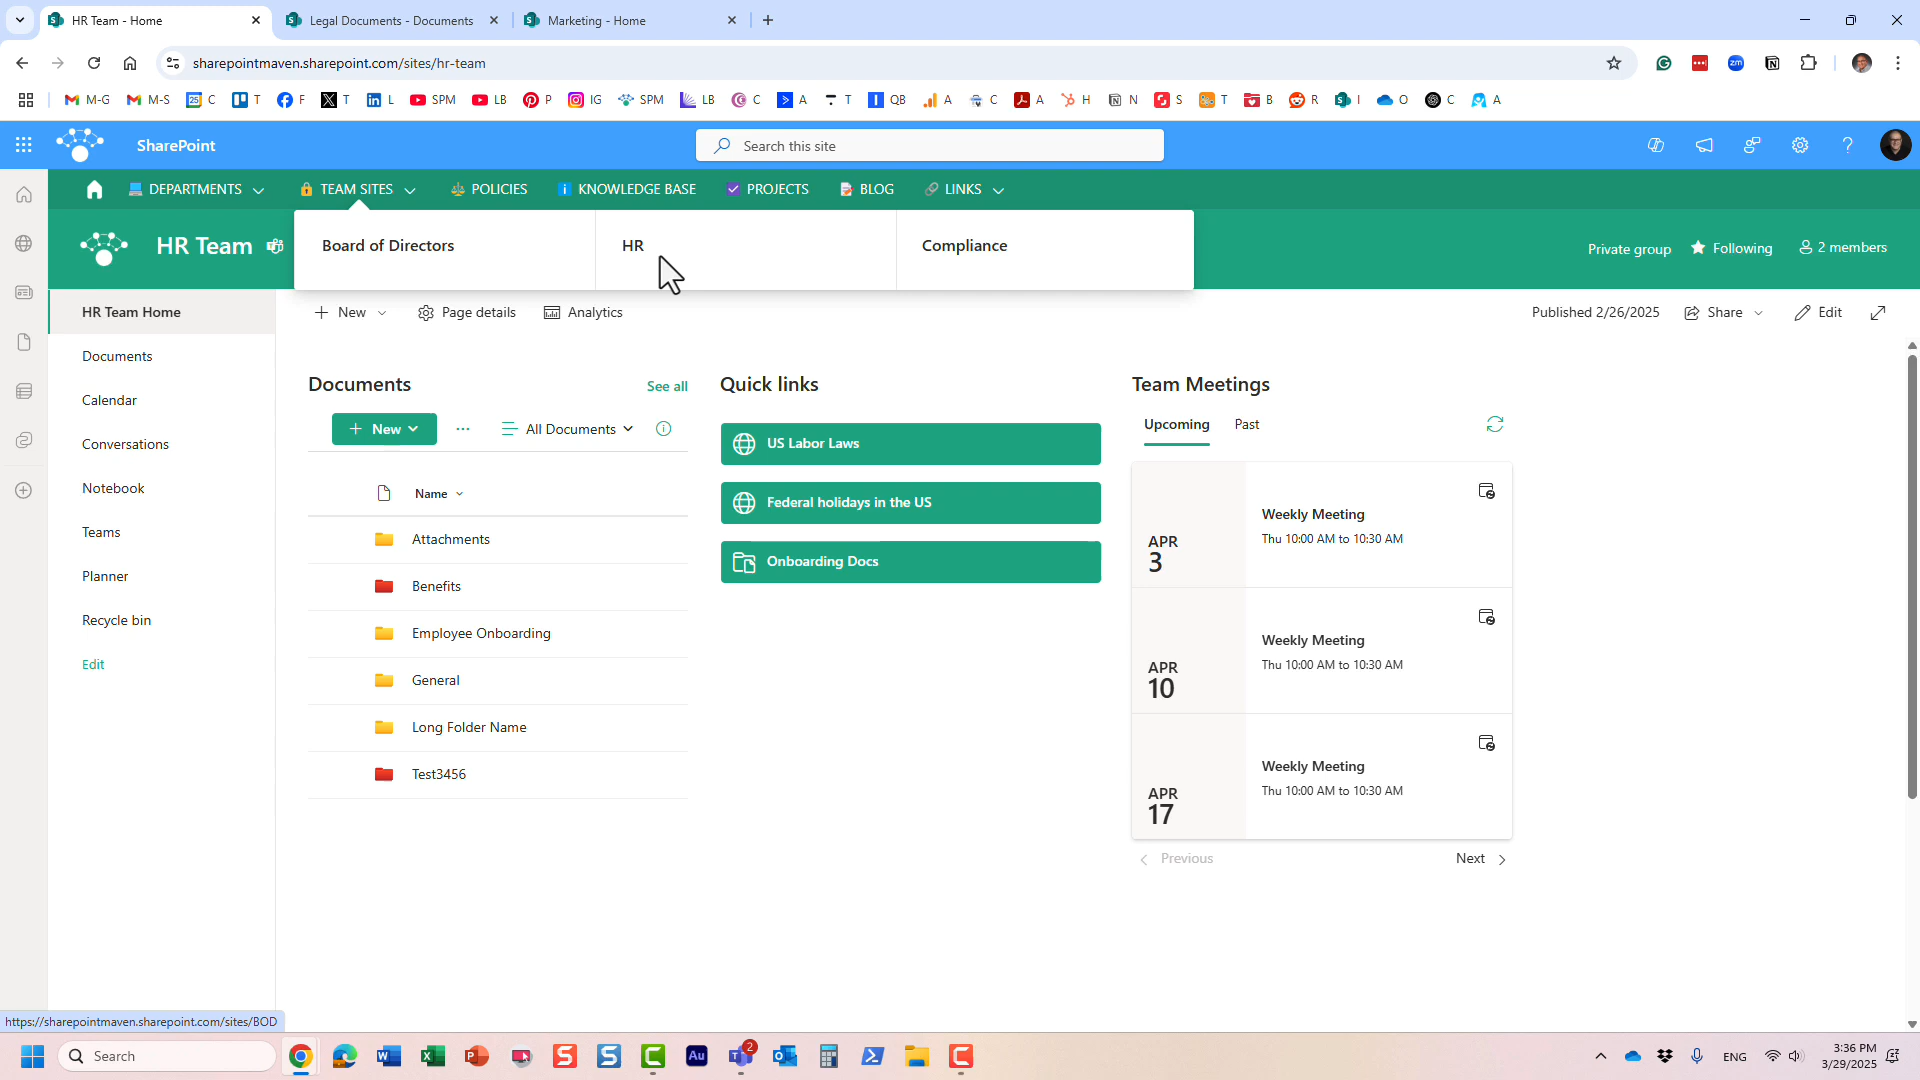 HR Team - Home
Legal Documents - Documents
Marketing - Home
sharepointmaven.sharepoint.com/sites/hr-team
M-G M-S C T F T L SPM LB P IG SPM LB C A T QB A C A H N S T B R I O C A
SharePoint
Search this site
DEPARTMENTS TEAM SITES POLICIES KNOWLEDGE BASE PROJECTS BLOG LINKS
HR Team
Board of Directors
HR
Compliance
Private group
Following
2 members
HR Team Home
Documents
Calendar
Conversations
Notebook
Teams
Planner
Recycle bin
Edit
New
Page details
Analytics
Published 2/26/2025
Share
Edit
Documents
See all
New
All Documents
Name
Attachments
Benefits
Employee Onboarding
General
Long Folder Name
Test3456
Quick links
US Labor Laws
Federal holidays in the US
Onboarding Docs
Team Meetings
Upcoming
Past
APR
3
Weekly Meeting
Thu 10:00 AM to 10:30 AM
APR
10
Weekly Meeting
Thu 10:00 AM to 10:30 AM
APR
17
Weekly Meeting
Thu 10:00 AM to 10:30 AM
Previous
Next
https://sharepointmaven.sharepoint.com/sites/BOD
Search
2
ENG
3:36 PM
3/29/2025